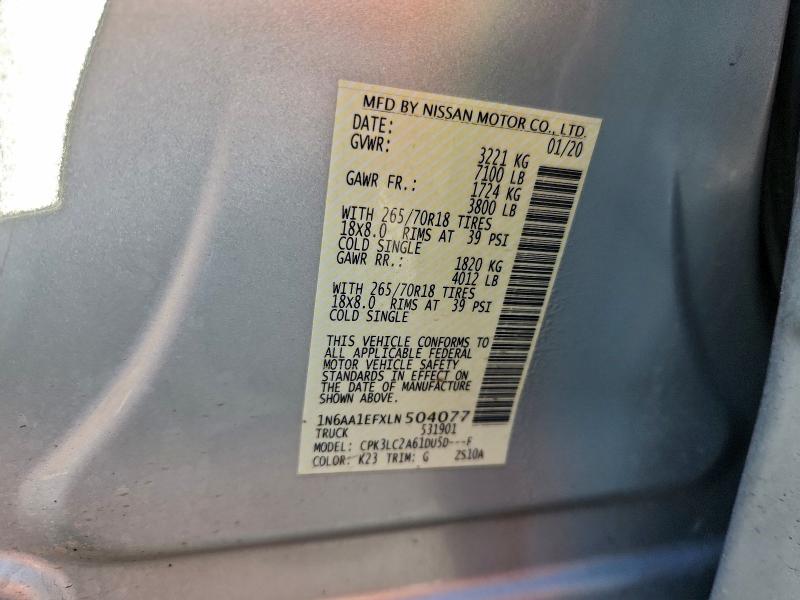 MFD BY NISSAN MOTOR CO., LTD.
DATE: 01/20
GVWR: 3221 KG
7100 LB
GAWR FR.: 1724 KG
3800 LB
WITH 265/70R18 TIRES
18x8.0 RIMS AT 39 PSI
COLD SINGLE
GAWR RR.: 1820 KG
4012 LB
WITH 265/70R18 TIRES
18x8.0 RIMS AT 39 PSI
COLD SINGLE
THIS VEHICLE CONFORMS TO
ALL APPLICABLE FEDERAL
MOTOR VEHICLE SAFETY
STANDARDS IN EFFECT ON
THE DATE OF MANUFACTURE
SHOWN ABOVE.
1N6AA1EFXLN504077
TRUCK 531901
MODEL: CPK3LC2A61DU5D---F
COLOR: K23 TRIM: G 2S10A